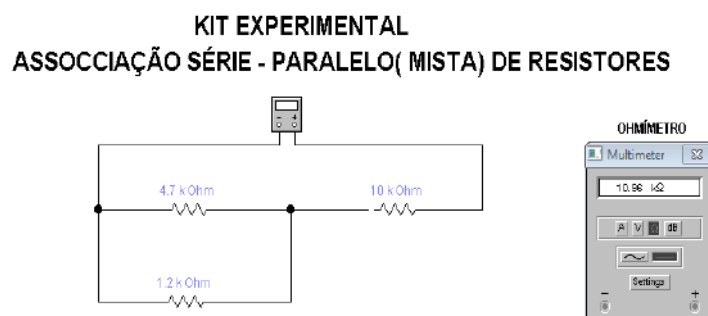 KIT EXPERIMENTAL
ASSOCCIAÇÃO SÉRIE - PARALELO( MISTA) DE RESISTORES
OHMÍMETRO
Multimeter
10.96 kΩ
4.7 k Ohm
10 k Ohm
A V Ω dB
Settings
1.2 k Ohm
- +